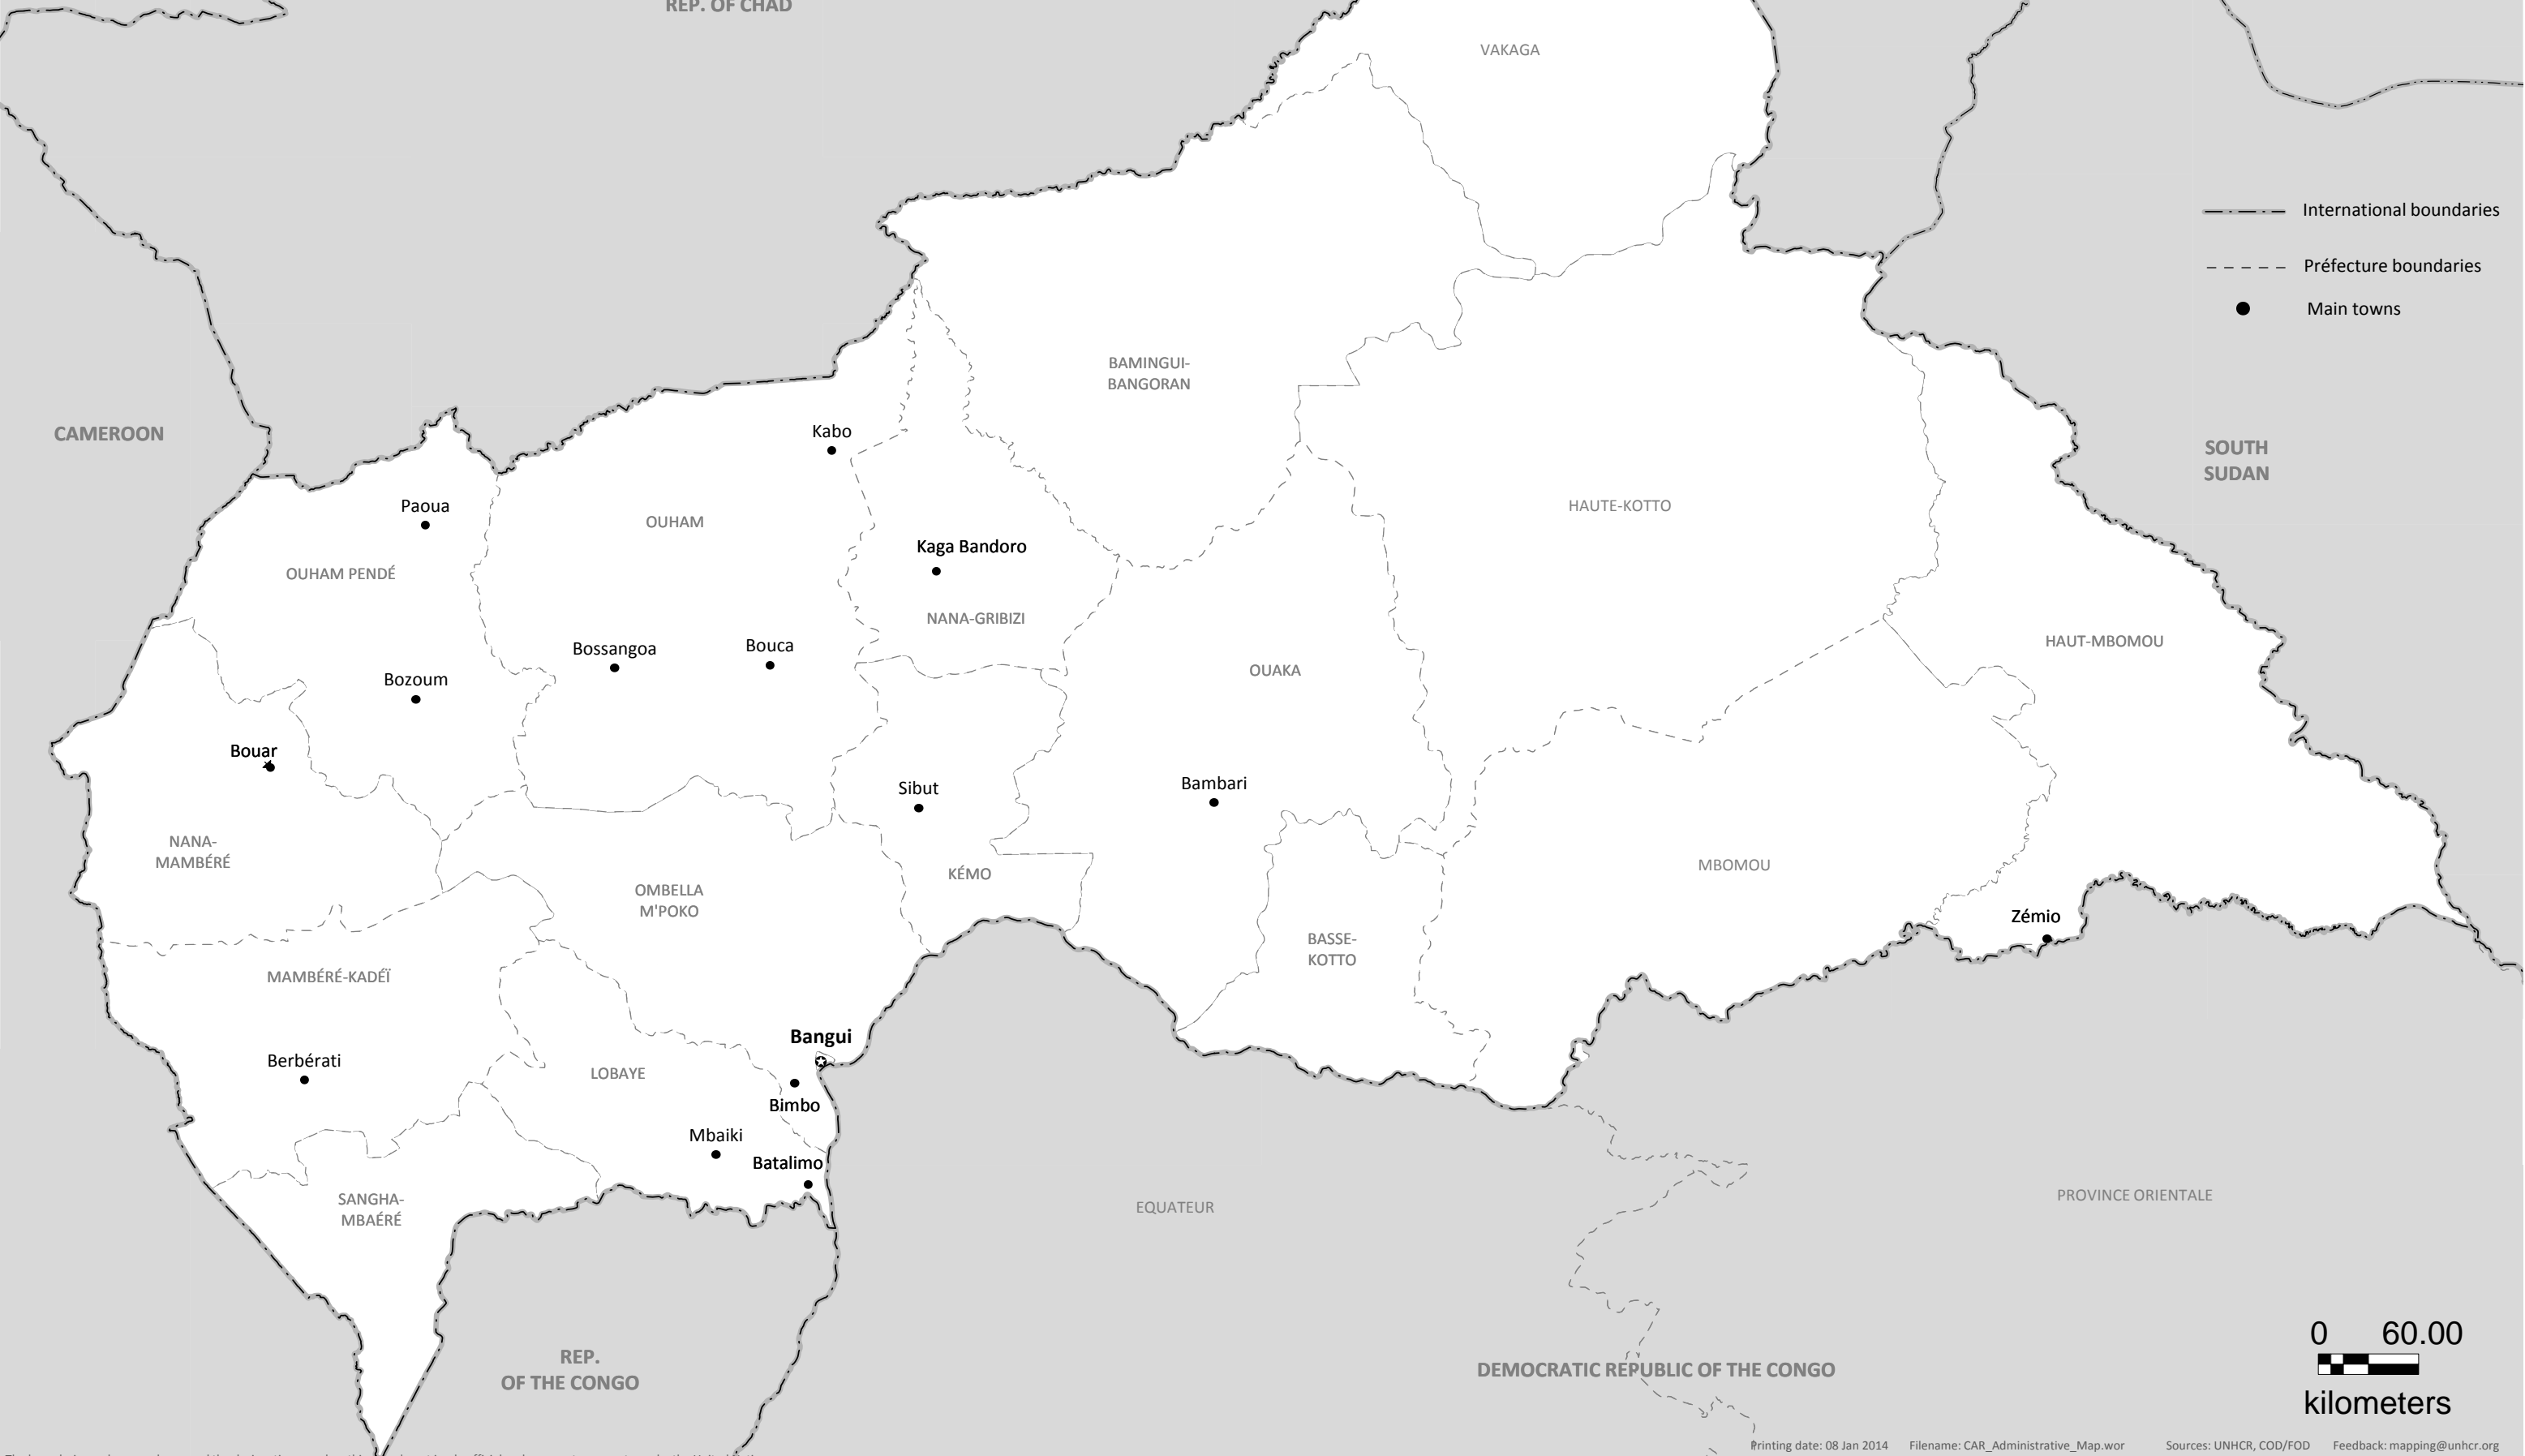 REP. OF CHAD
VAKAGA
International boundaries
Préfecture boundaries
Main towns
BAMINGUI-
BANGORAN
CAMEROON
Kabo
SOUTH
SUDAN
Paoua
OUHAM
HAUTE-KOTTO
Kaga Bandoro
OUHAM PENDÉ
NANA-GRIBIZI
Bossangoa
Bouca
HAUT-MBOMOU
OUAKA
Bozoum
Bouar
Sibut
Bambari
NANA-
MAMBÉRÉ
KÉMO
MBOMOU
OMBELLA
M'POKO
Zémio
BASSE-
KOTTO
MAMBÉRÉ-KADÉÏ
Bangui
Berbérati
LOBAYE
Bimbo
Mbaiki
Batalimo
SANGHA-
MBAÉRÉ
EQUATEUR
PROVINCE ORIENTALE
REP.
OF THE CONGO
DEMOCRATIC REPUBLIC OF THE CONGO
0 60.00
kilometers
Printing date: 08 Jan 2014 Filename: CAR_Administrative_Map.wor Sources: UNHCR, COD/FOD Feedback: mapping@unhcr.org